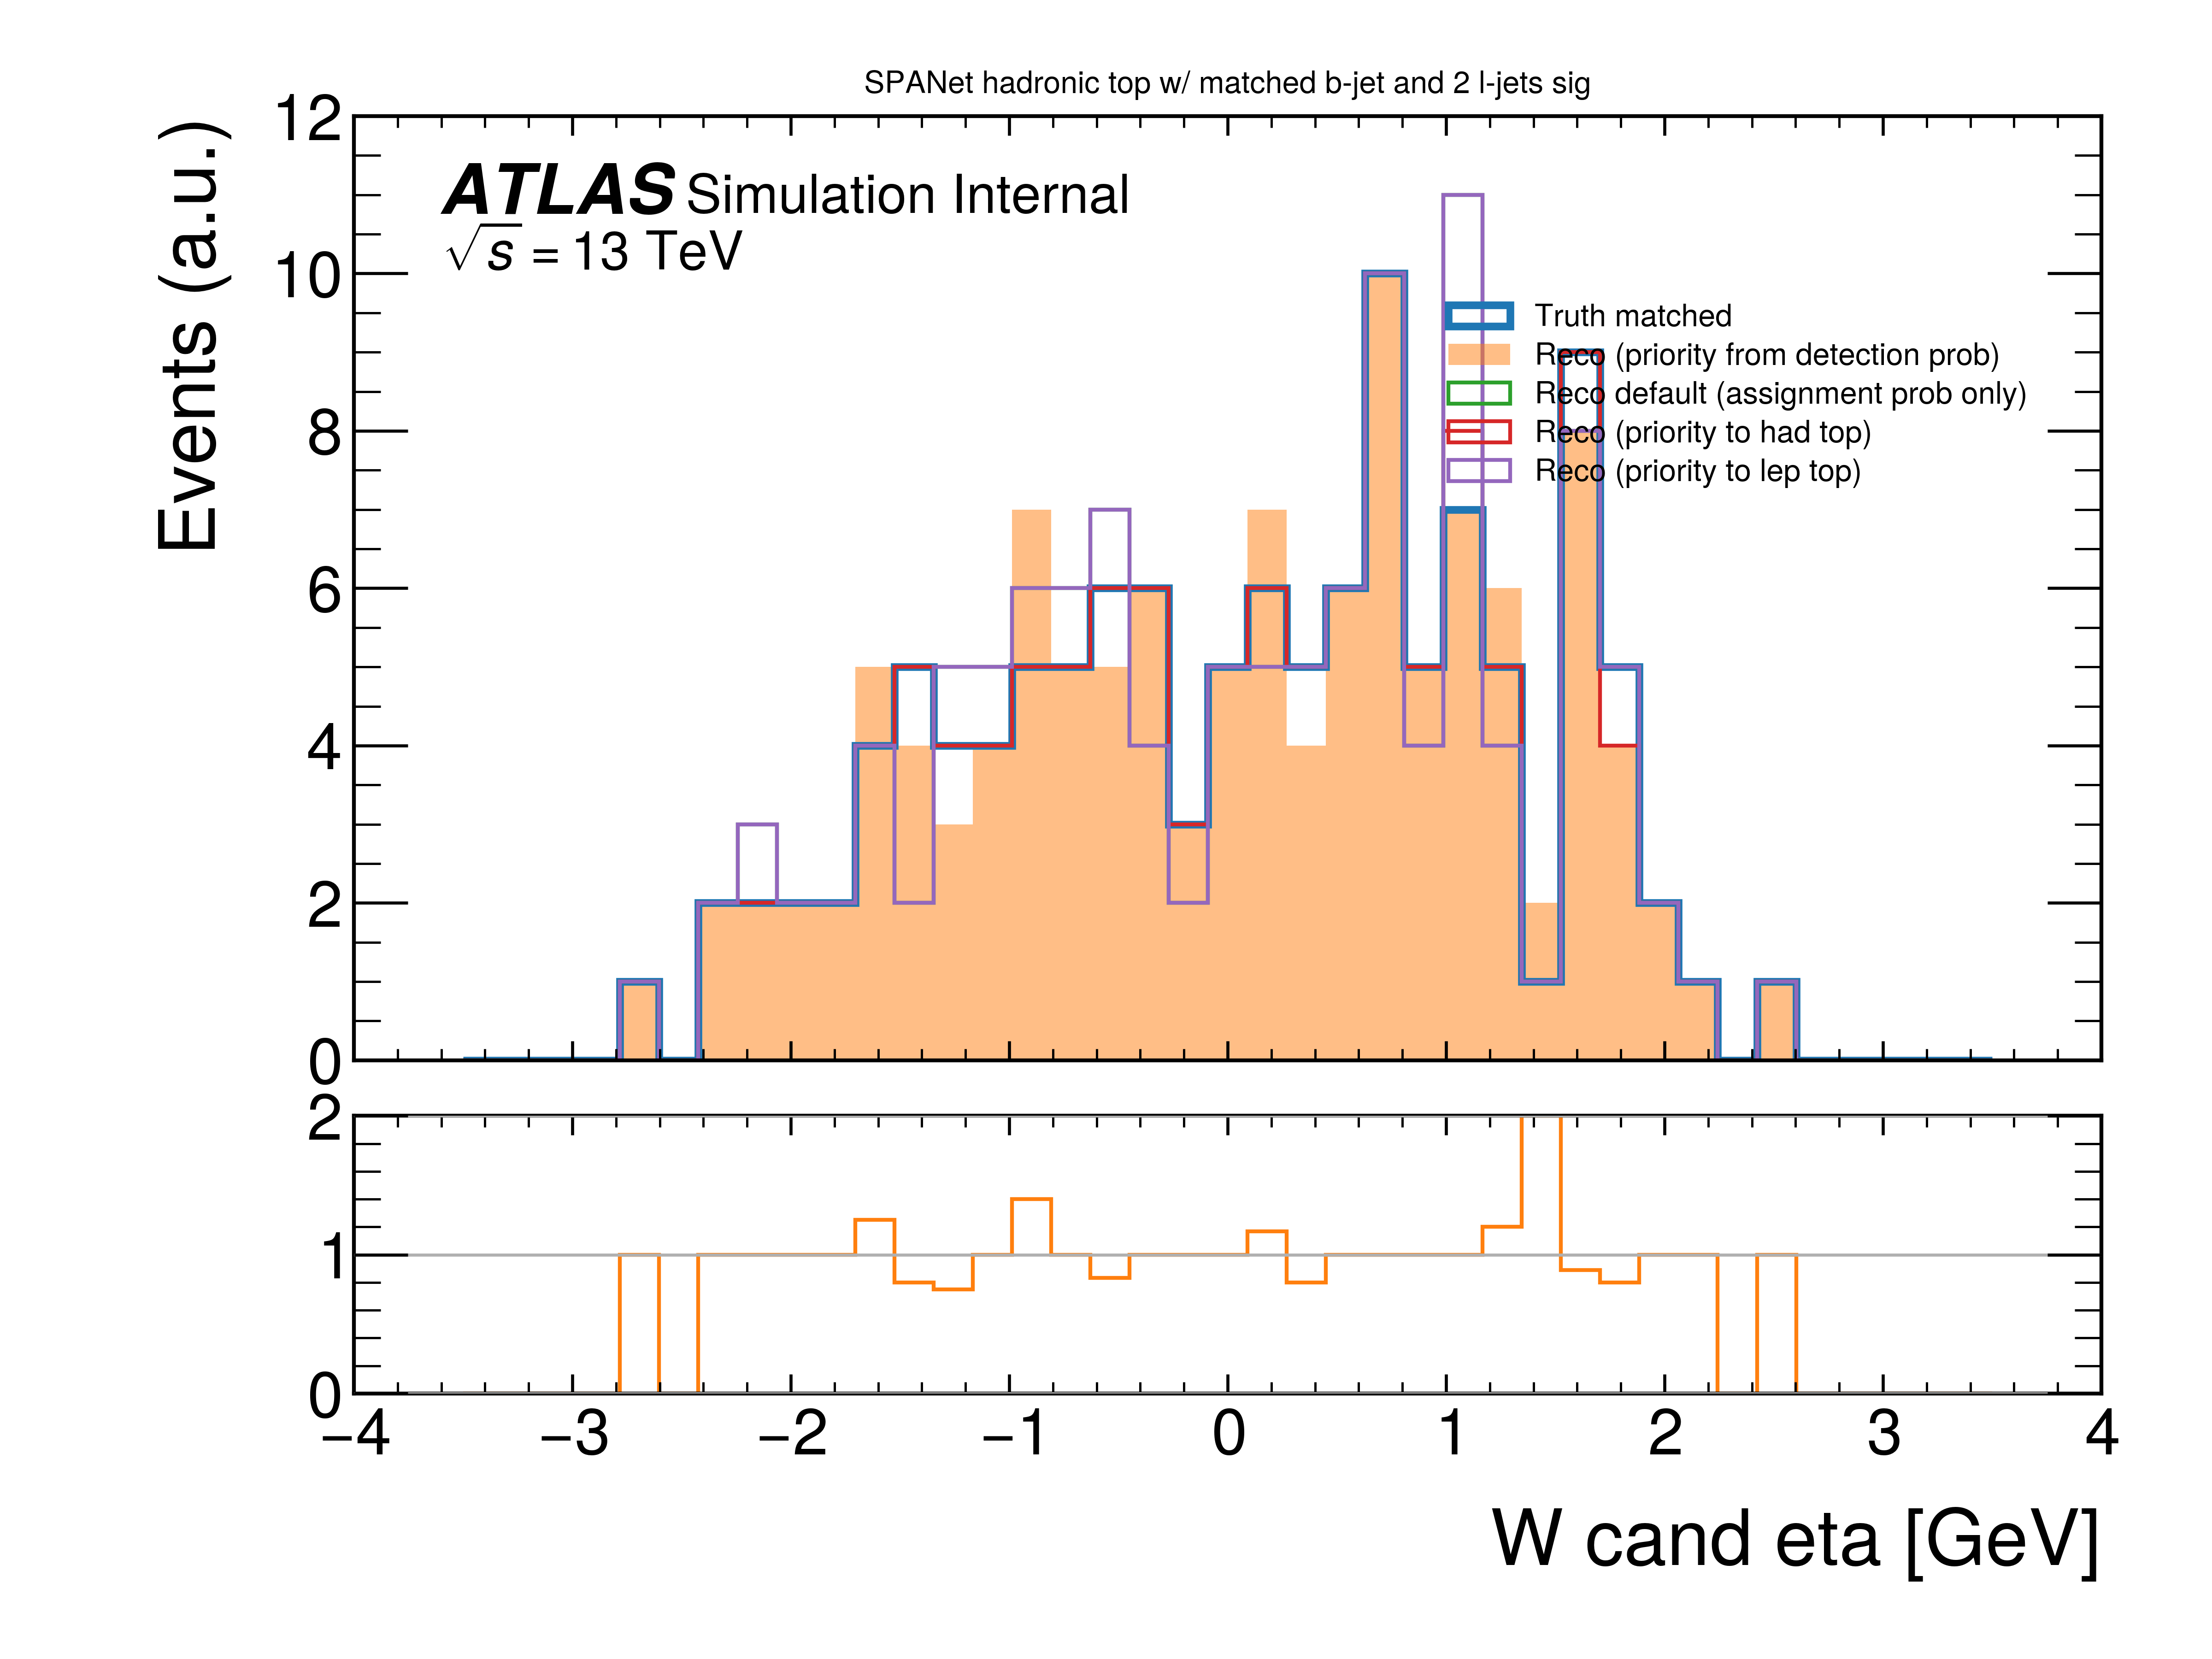 SPANet hadronic top w/ matched b-jet and 2 l-jets sig
12
10
8
6
4
2
0
Events (a.u.)
ATLAS Simulation Internal
√s = 13 TeV
Truth matched
Reco (priority from detection prob)
Reco default (assignment prob only)
Reco (priority to had top)
Reco (priority to lep top)
2
1
0
−4 −3 −2 −1 0 1 2 3 4
W cand eta [GeV]